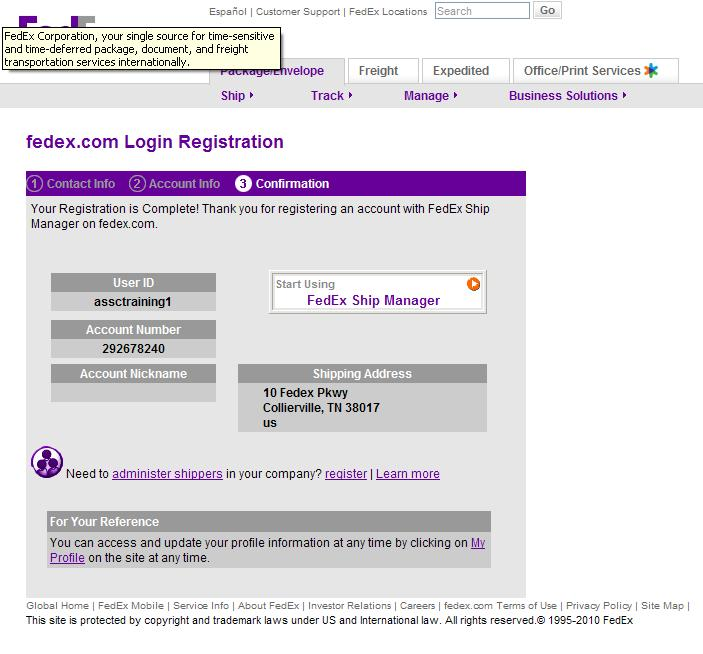 Español | Customer Support | FedEx Locations Search Go
FedEx Corporation, your single source for time-sensitive
and time-deferred package, document, and freight
transportation services internationally.
Package/Envelope Freight Expedited Office/Print Services
Ship Track Manage Business Solutions
fedex.com Login Registration
1 Contact Info 2 Account Info 3 Confirmation
Your Registration is Complete! Thank you for registering an account with FedEx Ship
Manager on fedex.com.
User ID
assctraining1
Start Using
FedEx Ship Manager
Account Number
292678240
Account Nickname
Shipping Address
10 Fedex Pkwy
Collierville, TN 38017
us
Need to administer shippers in your company? register | Learn more
For Your Reference
You can access and update your profile information at any time by clicking on My
Profile on the site at any time.
Global Home | FedEx Mobile | Service Info | About FedEx | Investor Relations | Careers | fedex.com Terms of Use | Privacy Policy | Site Map |
This site is protected by copyright and trademark laws under US and International law. All rights reserved.© 1995-2010 FedEx